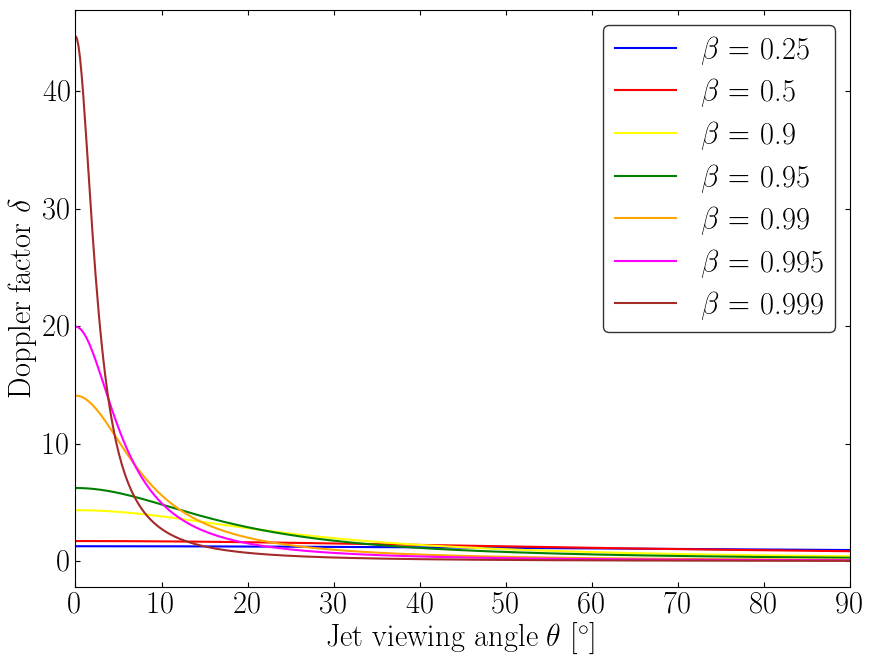 β = 0.25
β = 0.5
β = 0.9
β = 0.95
β = 0.99
β = 0.995
β = 0.999
Doppler factor δ
40
30
20
10
0
0 10 20 30 40 50 60 70 80 90
Jet viewing angle θ [°]